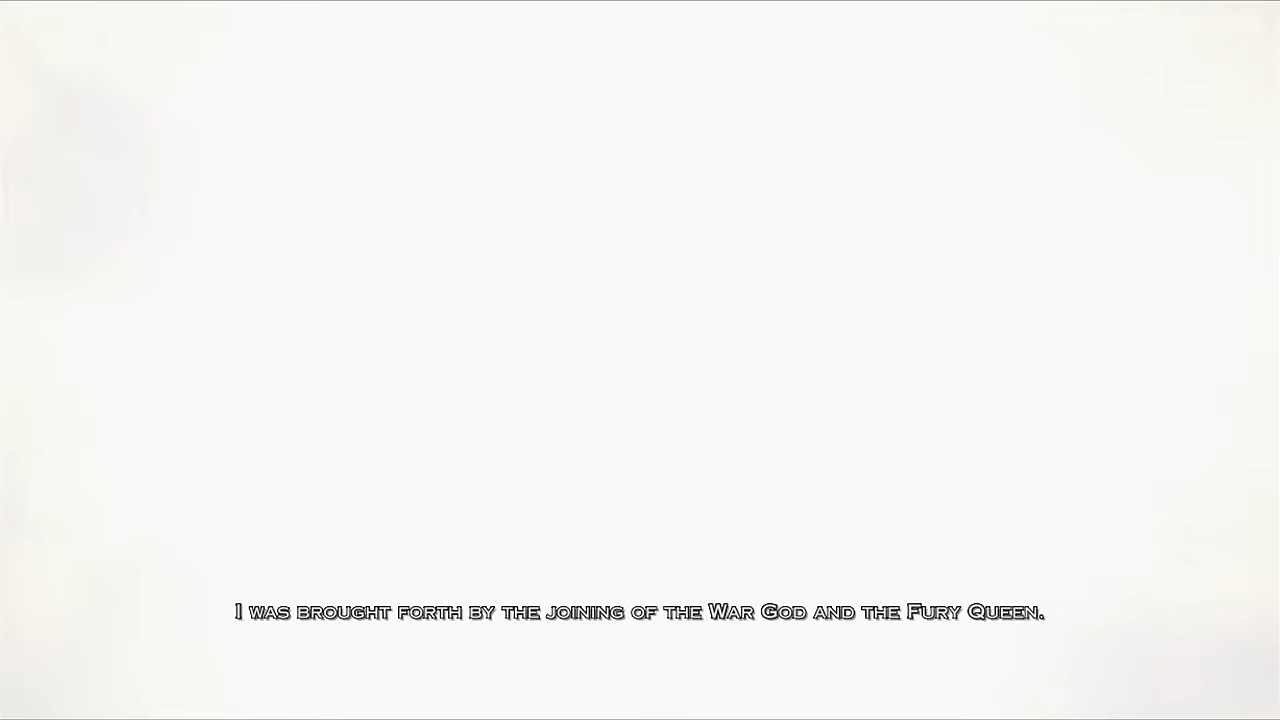 I was brought forth by the joining of the War God and the Fury Queen.